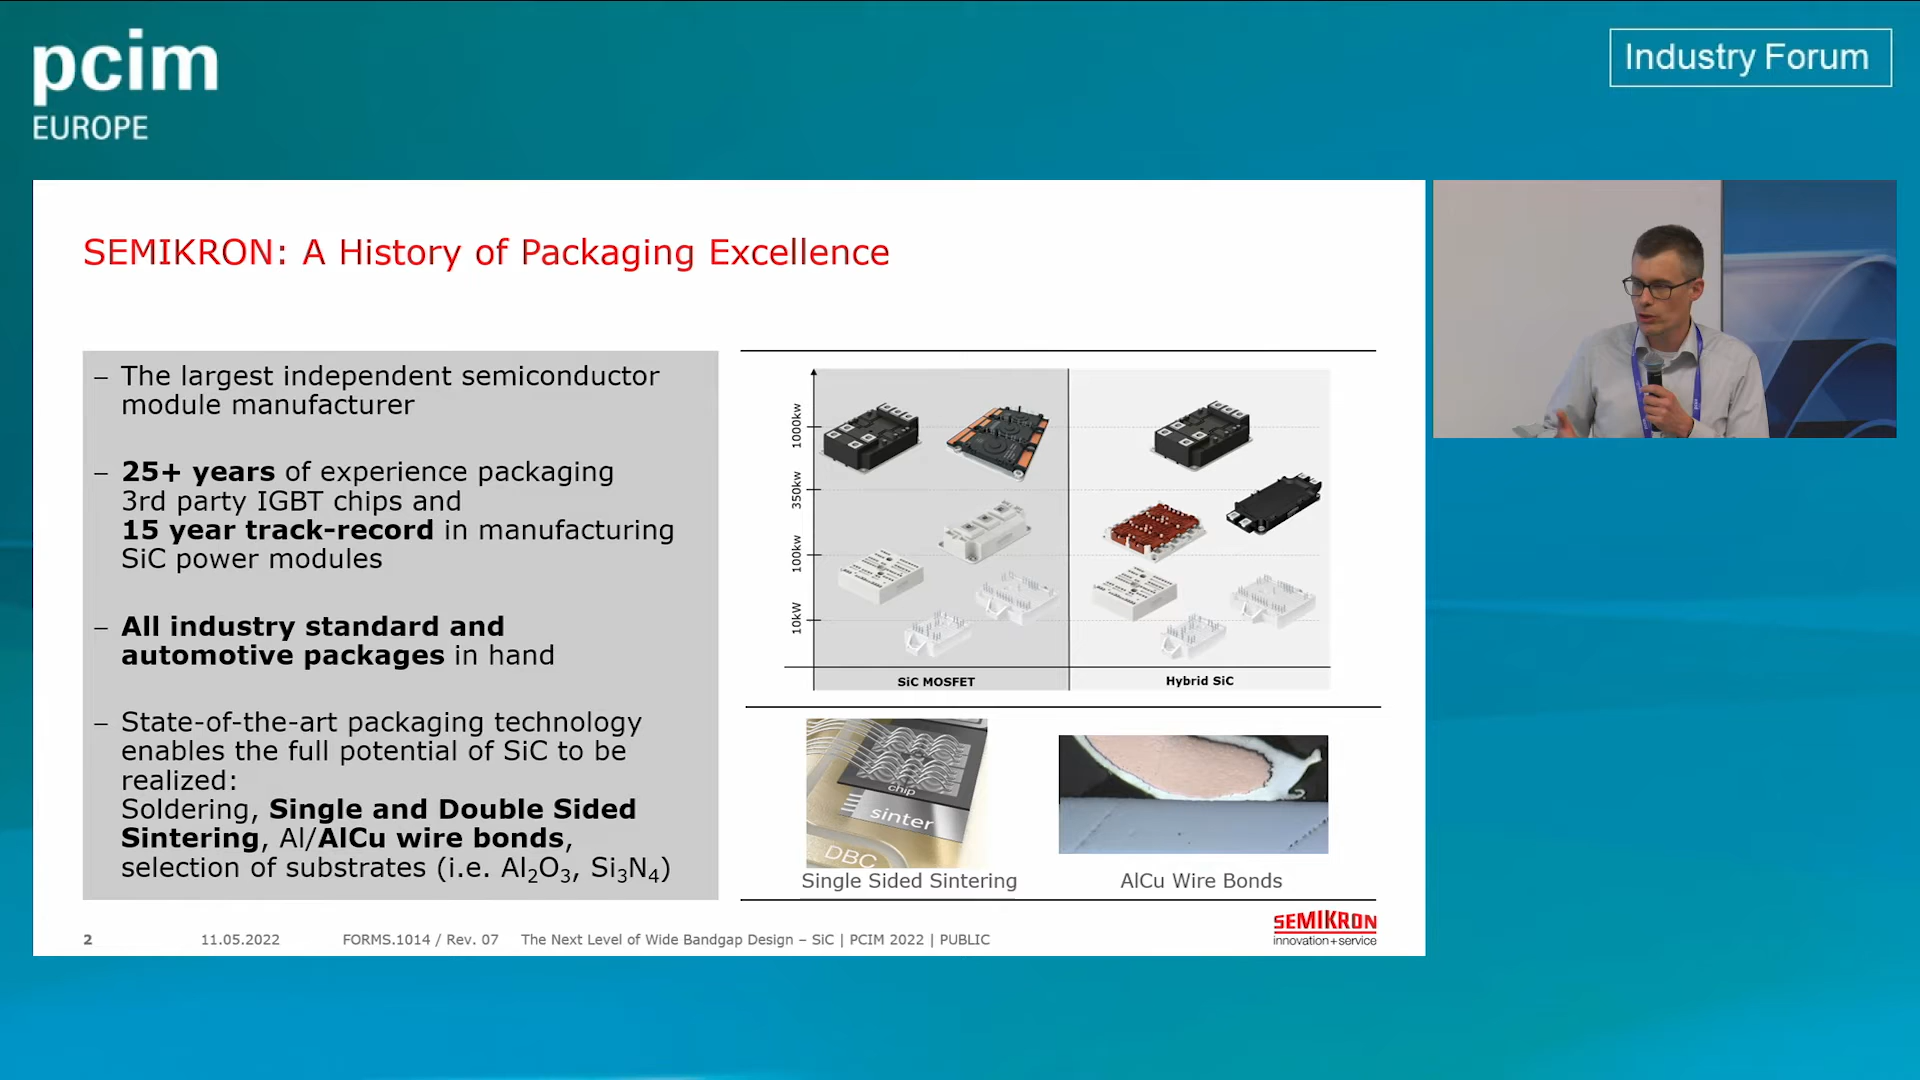 pcim
EUROPE
Industry Forum
SEMIKRON: A History of Packaging Excellence
– The largest independent semiconductor
module manufacturer
– 25+ years of experience packaging
3rd party IGBT chips and
15 year track-record in manufacturing
SiC power modules
– All industry standard and
automotive packages in hand
– State-of-the-art packaging technology
enables the full potential of SiC to be
realized:
Soldering, Single and Double Sided
Sintering, Al/AlCu wire bonds,
selection of substrates (i.e. Al₂O₃, Si₃N₄)
1000kw
350kw
100kw
10kW
SiC MOSFET
Hybrid SiC
chip
sinter
DBC
Single Sided Sintering
AlCu Wire Bonds
2
11.05.2022
FORMS.1014 / Rev. 07
The Next Level of Wide Bandgap Design – SiC | PCIM 2022 | PUBLIC
SEMIKRON
innovation+service